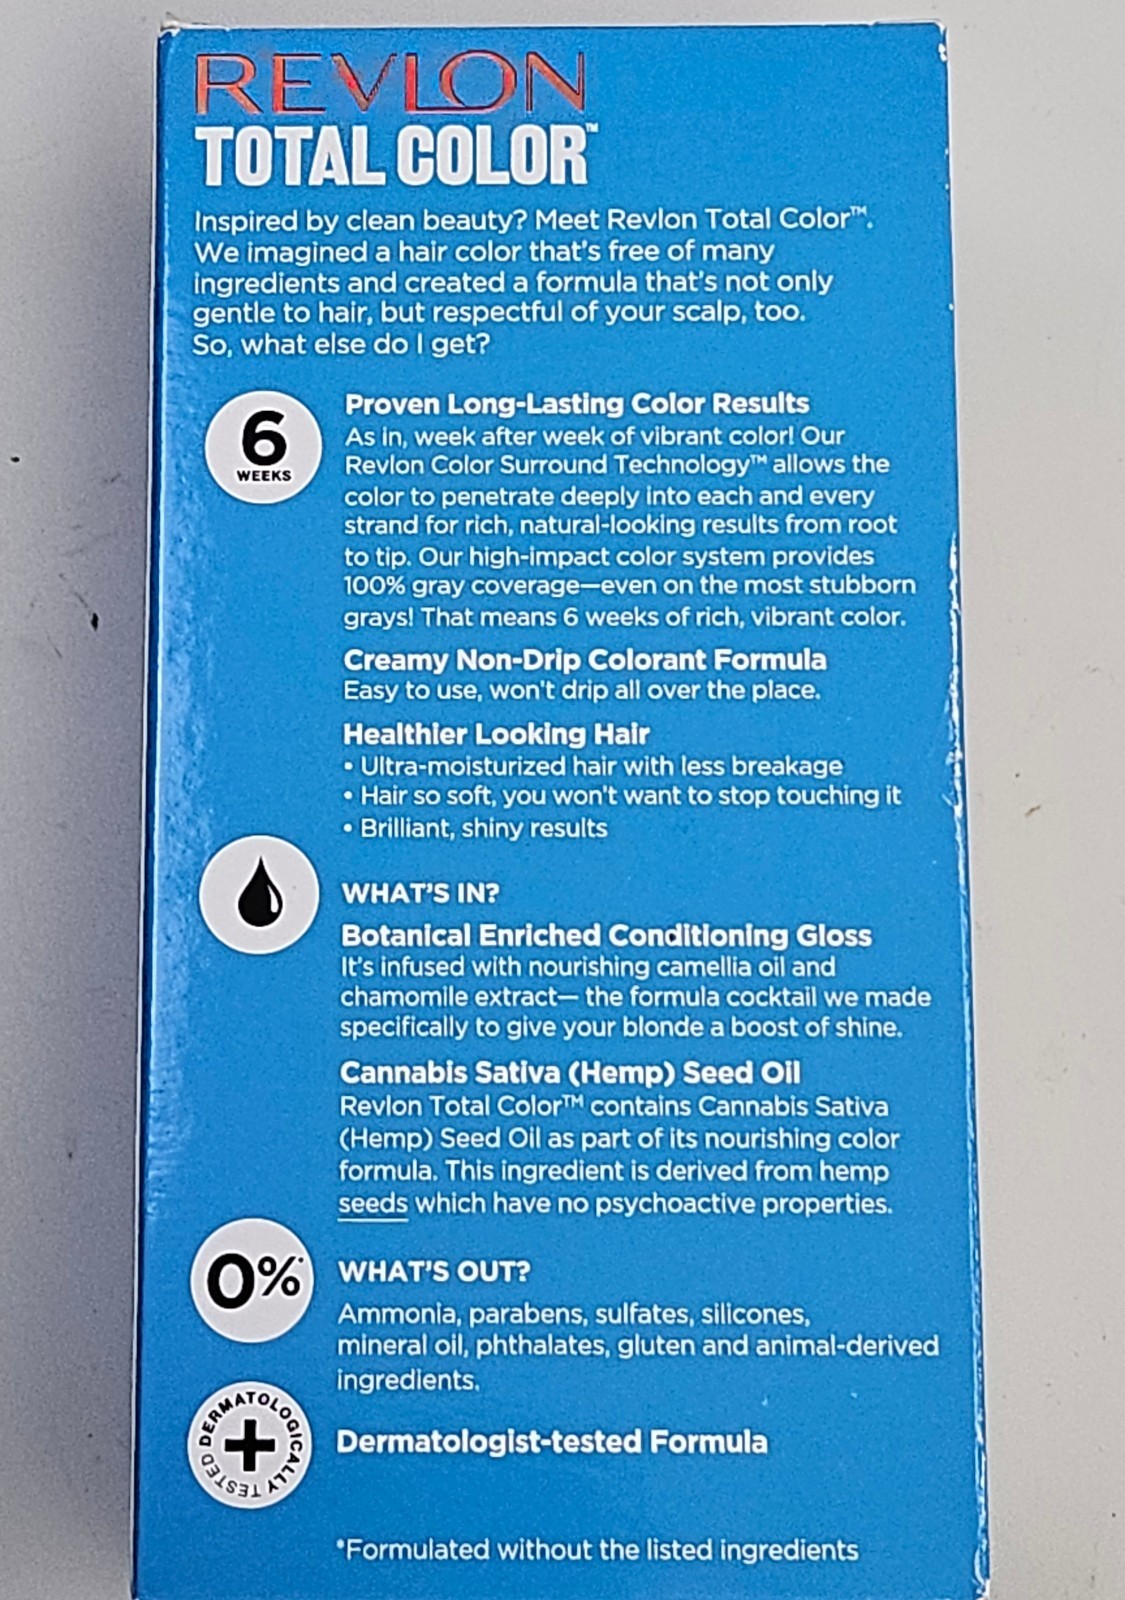 REVLON
TOTAL COLOR™
Inspired by clean beauty? Meet Revlon Total Color™.
We imagined a hair color that's free of many
ingredients and created a formula that's not only
gentle to hair, but respectful of your scalp, too.
So, what else do I get?
6
WEEKS
Proven Long-Lasting Color Results
As in, week after week of vibrant color! Our
Revlon Color Surround Technology™ allows the
color to penetrate deeply into each and every
strand for rich, natural-looking results from root
to tip. Our high-impact color system provides
100% gray coverage—even on the most stubborn
grays! That means 6 weeks of rich, vibrant color.
Creamy Non-Drip Colorant Formula
Easy to use, won't drip all over the place.
Healthier Looking Hair
• Ultra-moisturized hair with less breakage
• Hair so soft, you won't want to stop touching it
• Brilliant, shiny results
WHAT'S IN?
Botanical Enriched Conditioning Gloss
It's infused with nourishing camellia oil and
chamomile extract— the formula cocktail we made
specifically to give your blonde a boost of shine.
Cannabis Sativa (Hemp) Seed Oil
Revlon Total Color™ contains Cannabis Sativa
(Hemp) Seed Oil as part of its nourishing color
formula. This ingredient is derived from hemp
seeds which have no psychoactive properties.
0%*
WHAT'S OUT?
Ammonia, parabens, sulfates, silicones,
mineral oil, phthalates, gluten and animal-derived
ingredients.
DERMATOLOGICALLY TESTED
Dermatologist-tested Formula
*Formulated without the listed ingredients